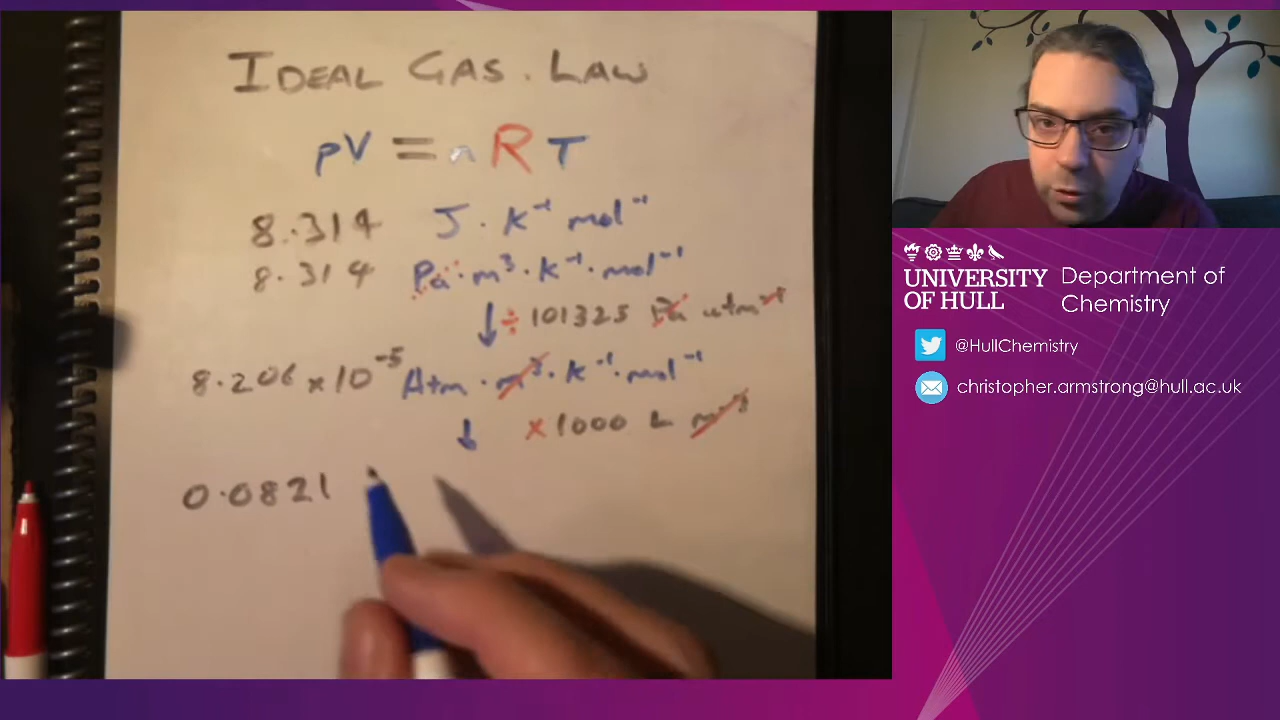 IDEAL GAS. LAW
pV = nRT
8.314 J · K⁻¹ mol⁻¹
8.314 Pa · m³ · K⁻¹ · mol⁻¹
↓ ÷ 101325 Pa atm⁻¹
8.206 × 10⁻⁵ Atm · m³ · K⁻¹ · mol⁻¹
↓ × 1000 L m⁻³
0.0821
UNIVERSITY
OF HULL
Department of
Chemistry
@HullChemistry
christopher.armstrong@hull.ac.uk